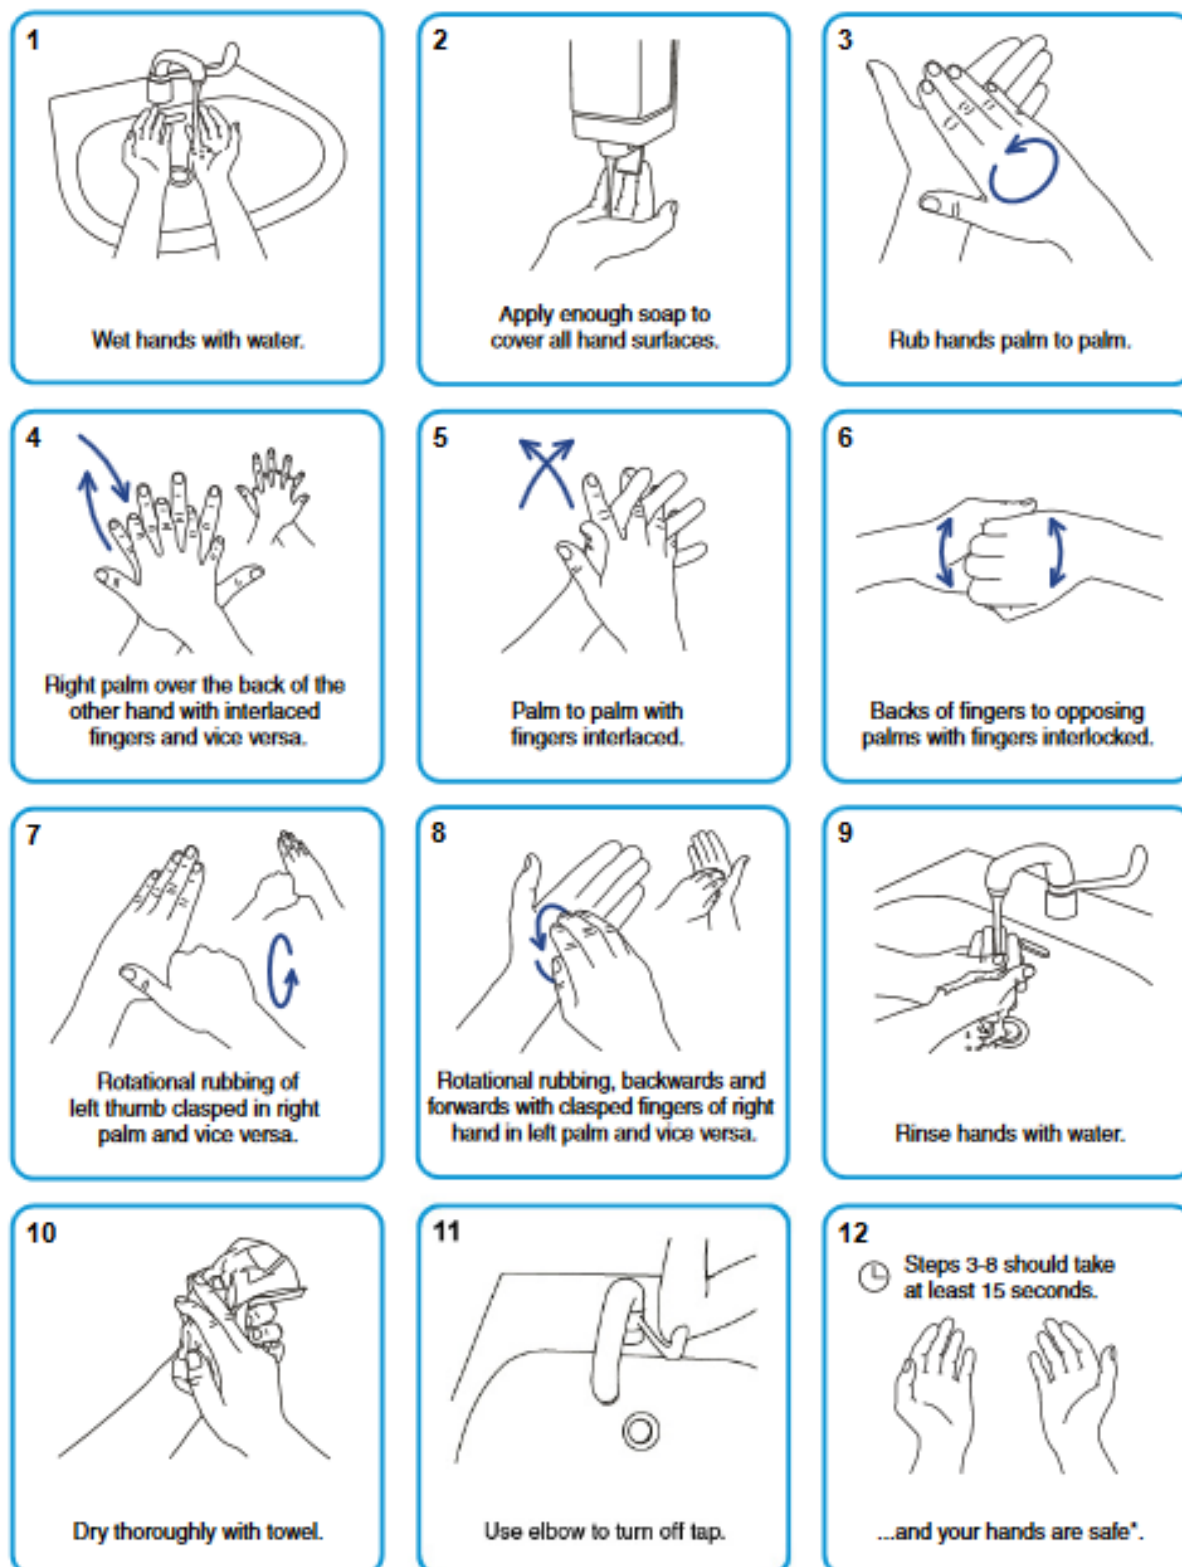 1
Wet hands with water.
2
Apply enough soap to
cover all hand surfaces.
3
Rub hands palm to palm.
4
Right palm over the back of the
other hand with interlaced
fingers and vice versa.
5
Palm to palm with
fingers interlaced.
6
Backs of fingers to opposing
palms with fingers interlocked.
7
Rotational rubbing of
left thumb clasped in right
palm and vice versa.
8
Rotational rubbing, backwards and
forwards with clasped fingers of right
hand in left palm and vice versa.
9
Rinse hands with water.
10
Dry thoroughly with towel.
11
Use elbow to turn off tap.
12
Steps 3-8 should take
at least 15 seconds.
...and your hands are safe*.